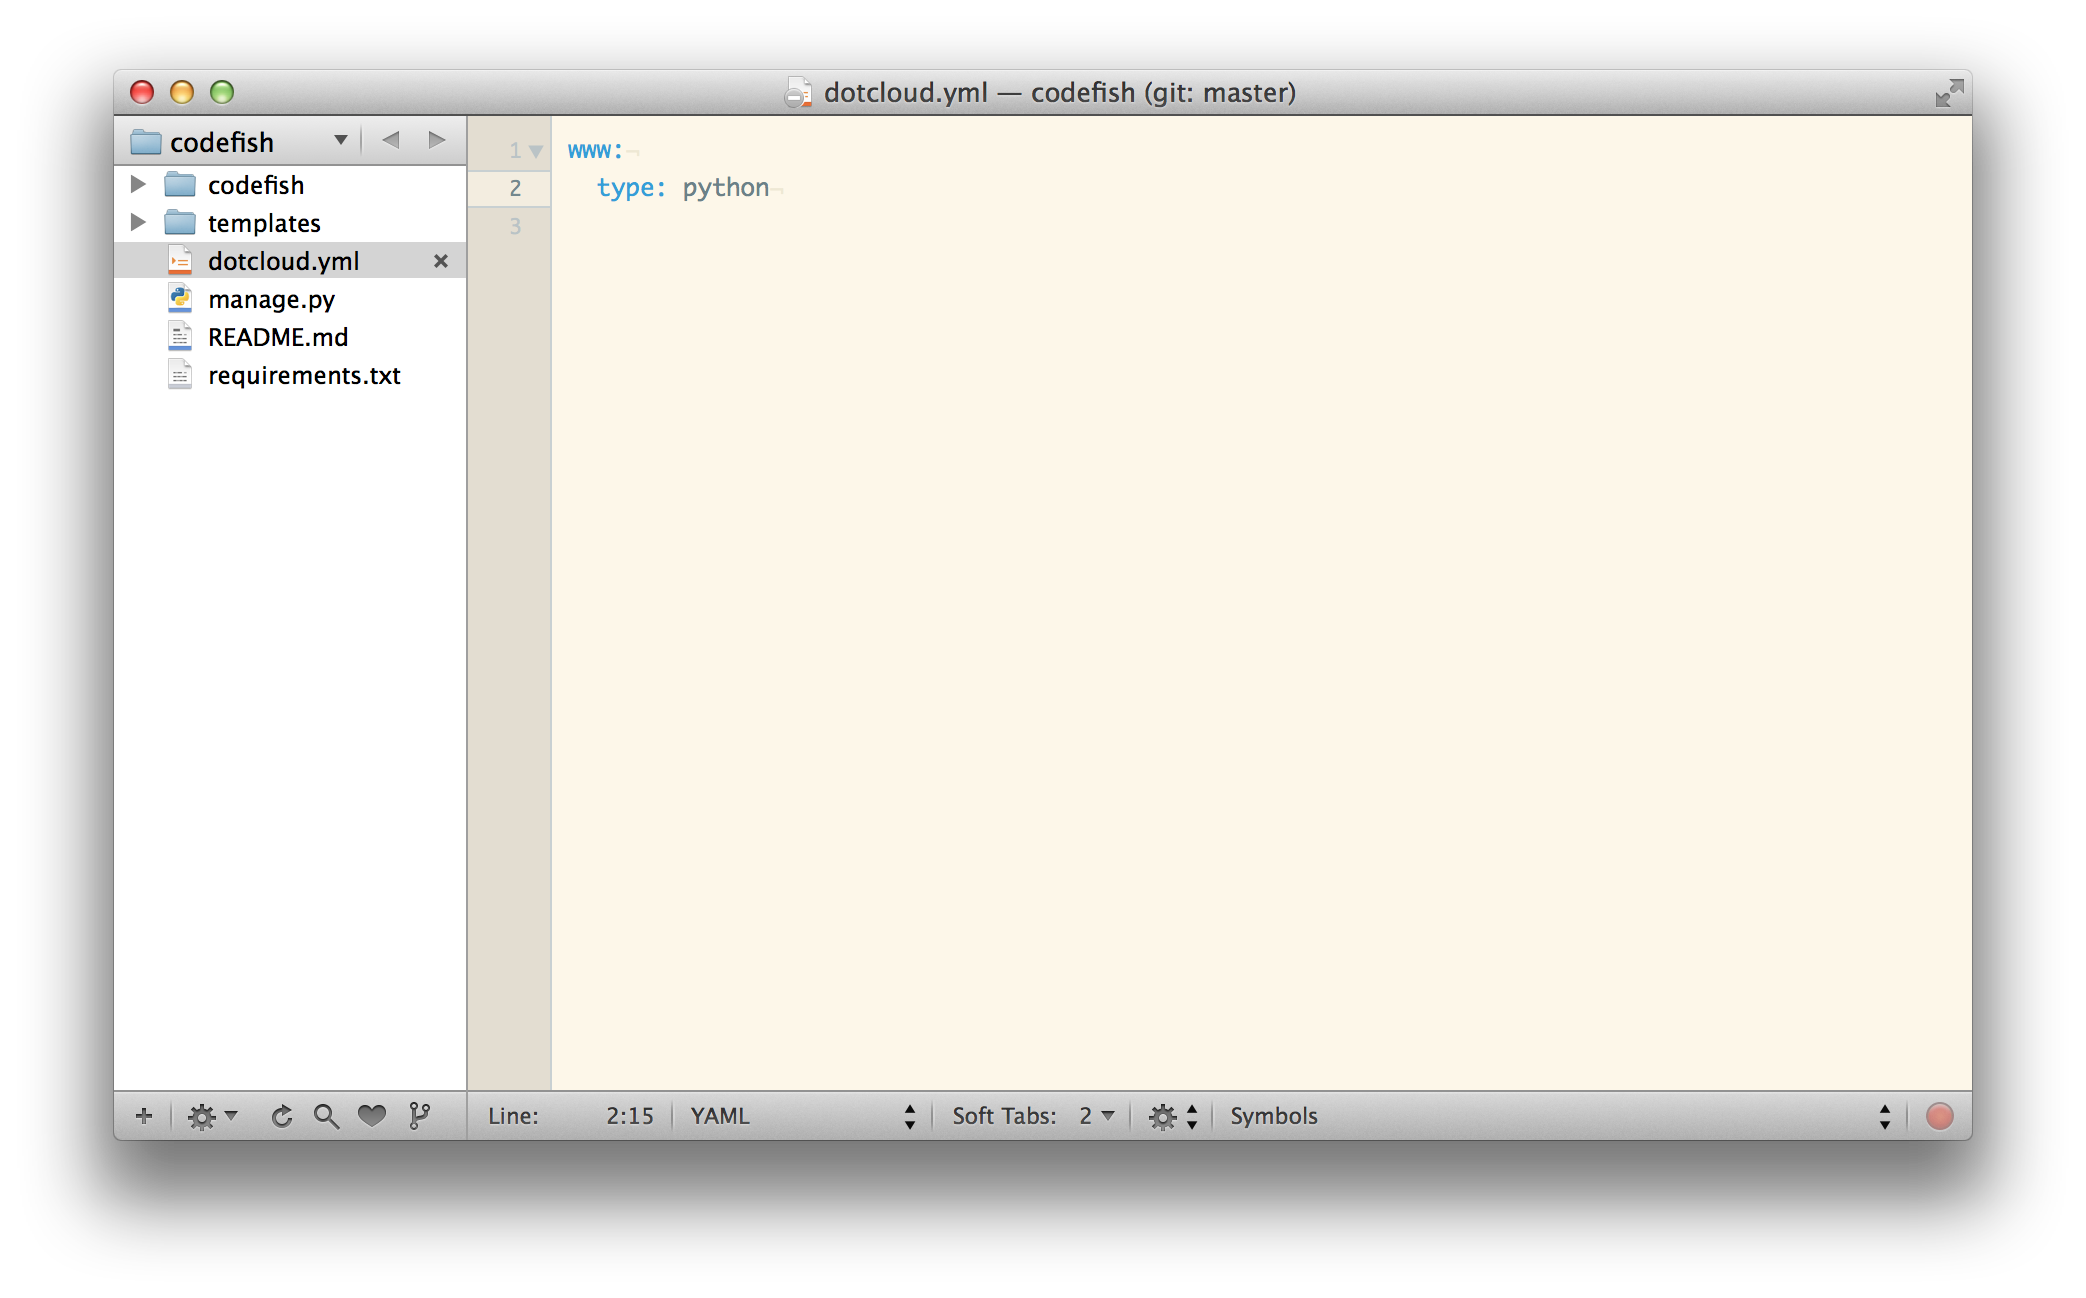 dotcloud.yml — codefish (git: master)
codefish
codefish
templates
dotcloud.yml
manage.py
README.md
requirements.txt
1 www:¬
2 type: python¬
3
Line: 2:15 YAML Soft Tabs: 2 Symbols